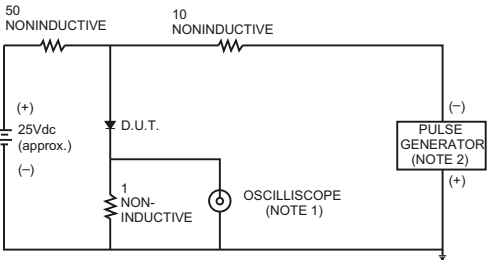 50
NONINDUCTIVE
10
NONINDUCTIVE
(+)
25Vdc
(approx.)
(–)
D.U.T.
1
NON-
INDUCTIVE
OSCILLISCOPE
(NOTE 1)
(–)
PULSE
GENERATOR
(NOTE 2)
(+)